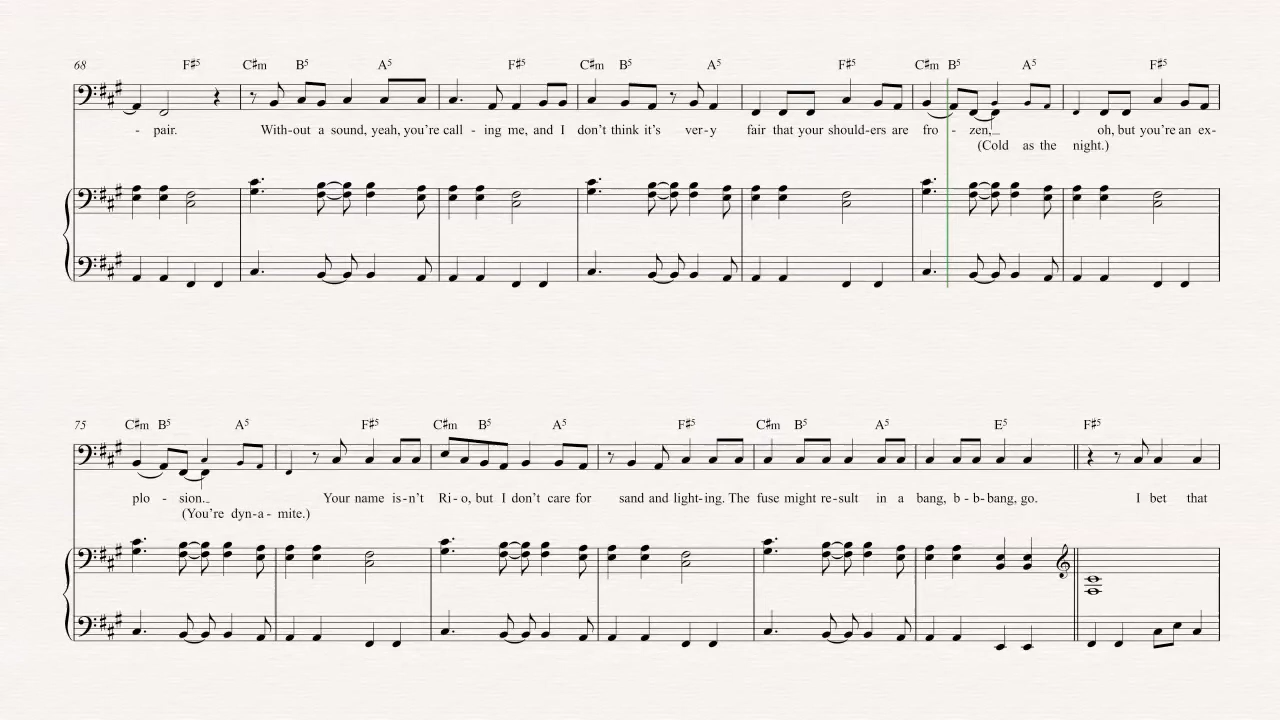 68 F♯5 C♯m B5 A5 F♯5 C♯m B5 A5 F♯5 C♯m B5 A5 F♯5
- pair. With-out a sound, yeah, you're call - ing me, and I don't think it's ver-y fair that your should-ers are fro - zen,_ oh, but you're an ex-
(Cold as the night.)
75 C♯m B5 A5 F♯5 C♯m B5 A5 F♯5 C♯m B5 A5 E5 F♯5
plo - sion._ Your name is-n't Ri-o, but I don't care for sand and light-ing. The fuse might re-sult in a bang, b - b-bang, go. I bet that
(You're dyn-a - mite.)